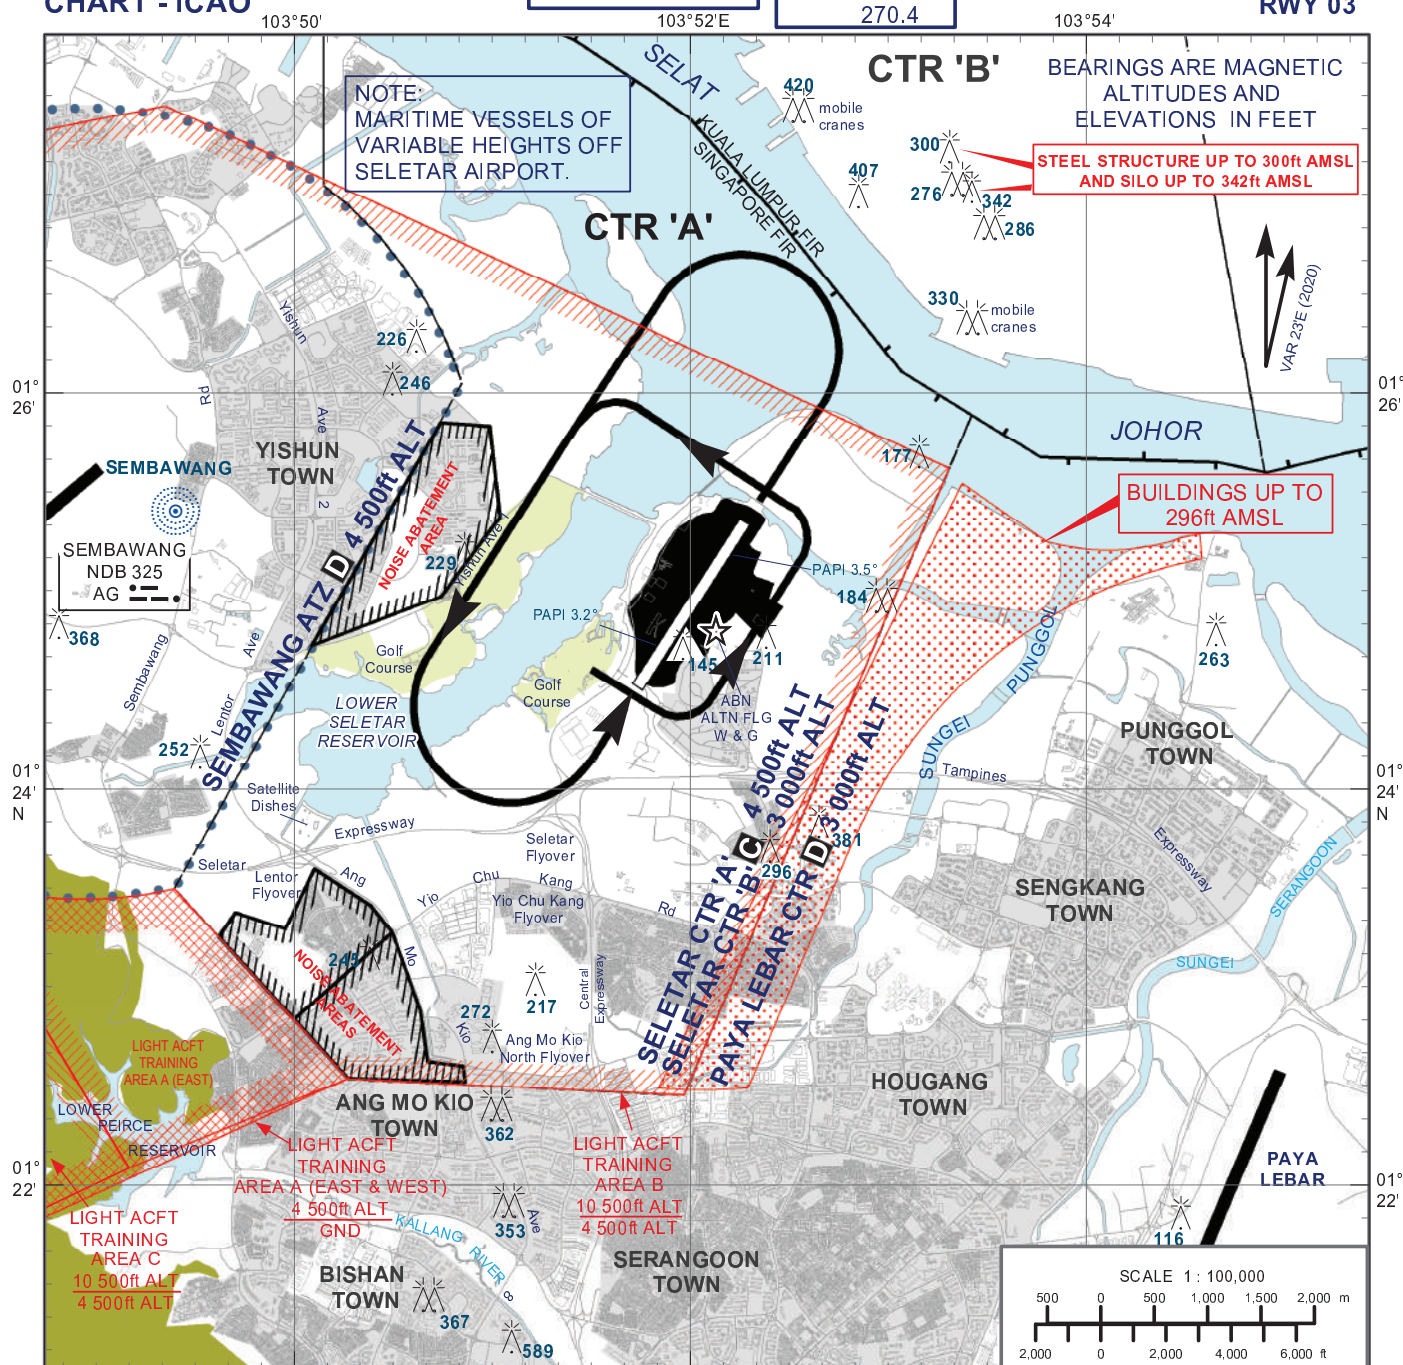 CHART - ICAO
270.4
RWY 03
103°50'
103°52'E
103°54'
NOTE:
MARITIME VESSELS OF
VARIABLE HEIGHTS OFF
SELETAR AIRPORT.
SELAT
KUALA LUMPUR FIR
SINGAPORE FIR
CTR 'B'
CTR 'A'
420
mobile
cranes
407
300
276
342
286
330
mobile
cranes
BEARINGS ARE MAGNETIC
ALTITUDES AND
ELEVATIONS IN FEET
STEEL STRUCTURE UP TO 300ft AMSL
AND SILO UP TO 342ft AMSL
VAR 23'E (2020)
Yishun
226
246
01°
26'
01°
26'
Rd
Ave
2
YISHUN
TOWN
SEMBAWANG
SEMBAWANG
NDB 325
AG
368
SEMBAWANG ATZ D 4 500ft ALT
NOISE ABATEMENT
AREA
229
Yishun Ave 1
JOHOR
177
BUILDINGS UP TO
296ft AMSL
PAPI 3.5°
184
PAPI 3.2°
145
211
ABN
ALTN FLG
W & G
263
Golf
Course
Golf
Course
LOWER
SELETAR
RESERVOIR
Sembawang
Ave
Lentor
252
SUNGEI
PUNGGOL
PUNGGOL
TOWN
01°
24'
N
01°
24'
N
Satellite
Dishes
Expressway
Tampines
Expressway
Seletar
Flyover
Seletar
Lentor
Flyover
Ang
Mo
Kio
Yio
Chu
Kang
Rd
Yio Chu Kang
Flyover
SELETAR CTR 'A' C 4 500ft ALT
SELETAR CTR 'B' 3 000ft ALT
PAYA LEBAR CTR D 3 000ft ALT
381
296
SENGKANG
TOWN
SERANGOON
SUNGEI
245
NOISE ABATEMENT
AREAS
272
217
Central
Expressway
Ang Mo Kio
North Flyover
LIGHT ACFT
TRAINING
AREA A (EAST)
LOWER
PEIRCE
RESERVOIR
ANG MO KIO
TOWN
362
HOUGANG
TOWN
LIGHT ACFT
TRAINING
AREA A (EAST & WEST)
4 500ft ALT
GND
LIGHT ACFT
TRAINING
AREA B
10 500ft ALT
4 500ft ALT
01°
22'
01°
22'
LIGHT ACFT
TRAINING
AREA C
10 500ft ALT
4 500ft ALT
353
Ave
8
KALLANG
RIVER
BISHAN
TOWN
367
589
SERANGOON
TOWN
PAYA
LEBAR
116
SCALE 1 : 100,000
500 0 500 1,000 1,500 2,000 m
2,000 0 2,000 4,000 6,000 ft